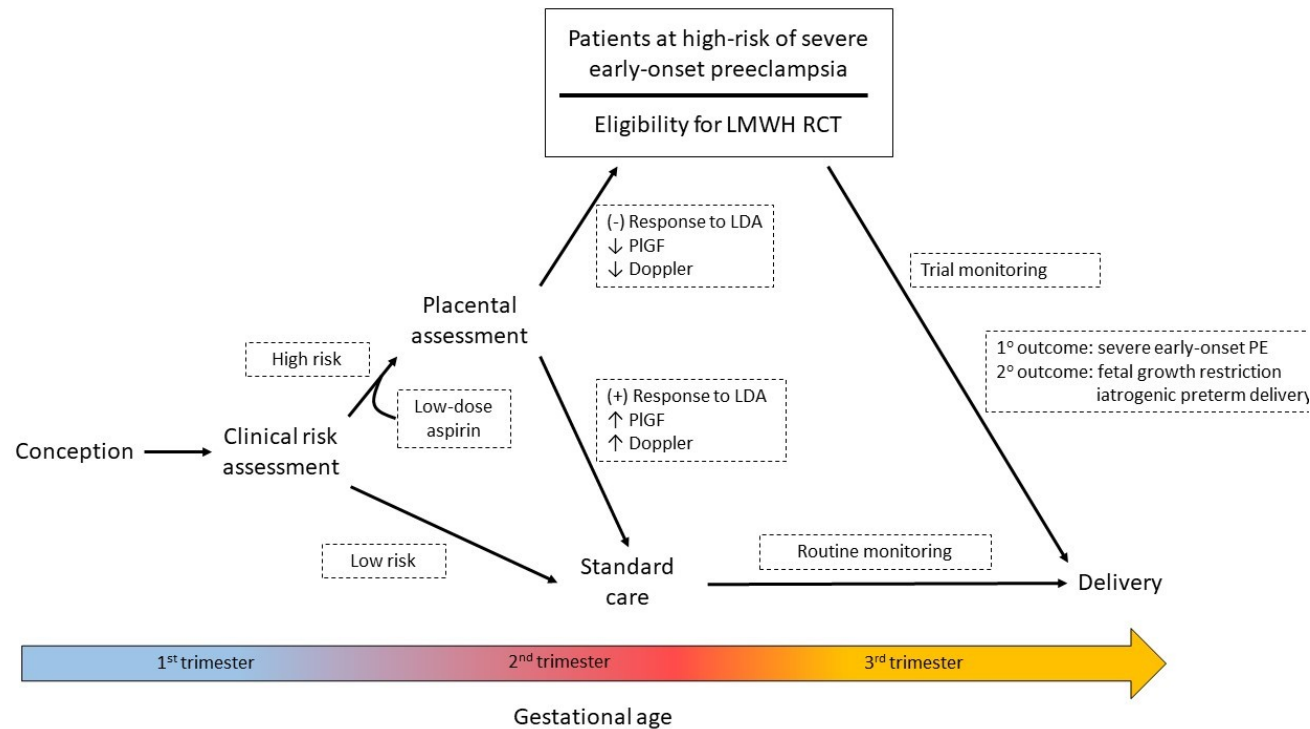 Patients at high-risk of severe
early-onset preeclampsia
Eligibility for LMWH RCT
(-) Response to LDA
↓ PlGF
↓ Doppler
Trial monitoring
Placental
assessment
High risk
1º outcome: severe early-onset PE
2º outcome: fetal growth restriction
iatrogenic preterm delivery
Low-dose
aspirin
(+) Response to LDA
↑ PlGF
↑ Doppler
Conception
Clinical risk
assessment
Low risk
Standard
care
Routine monitoring
Delivery
1st trimester
2nd trimester
3rd trimester
Gestational age